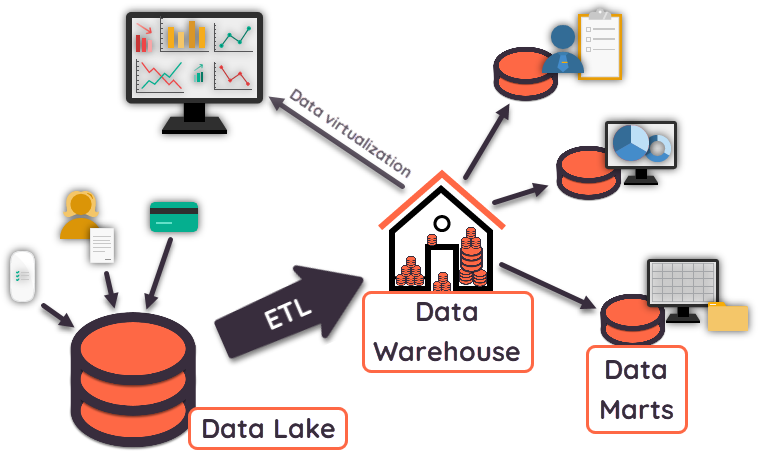 Data virtualization
ETL
Data
Warehouse
Data
Marts
Data Lake